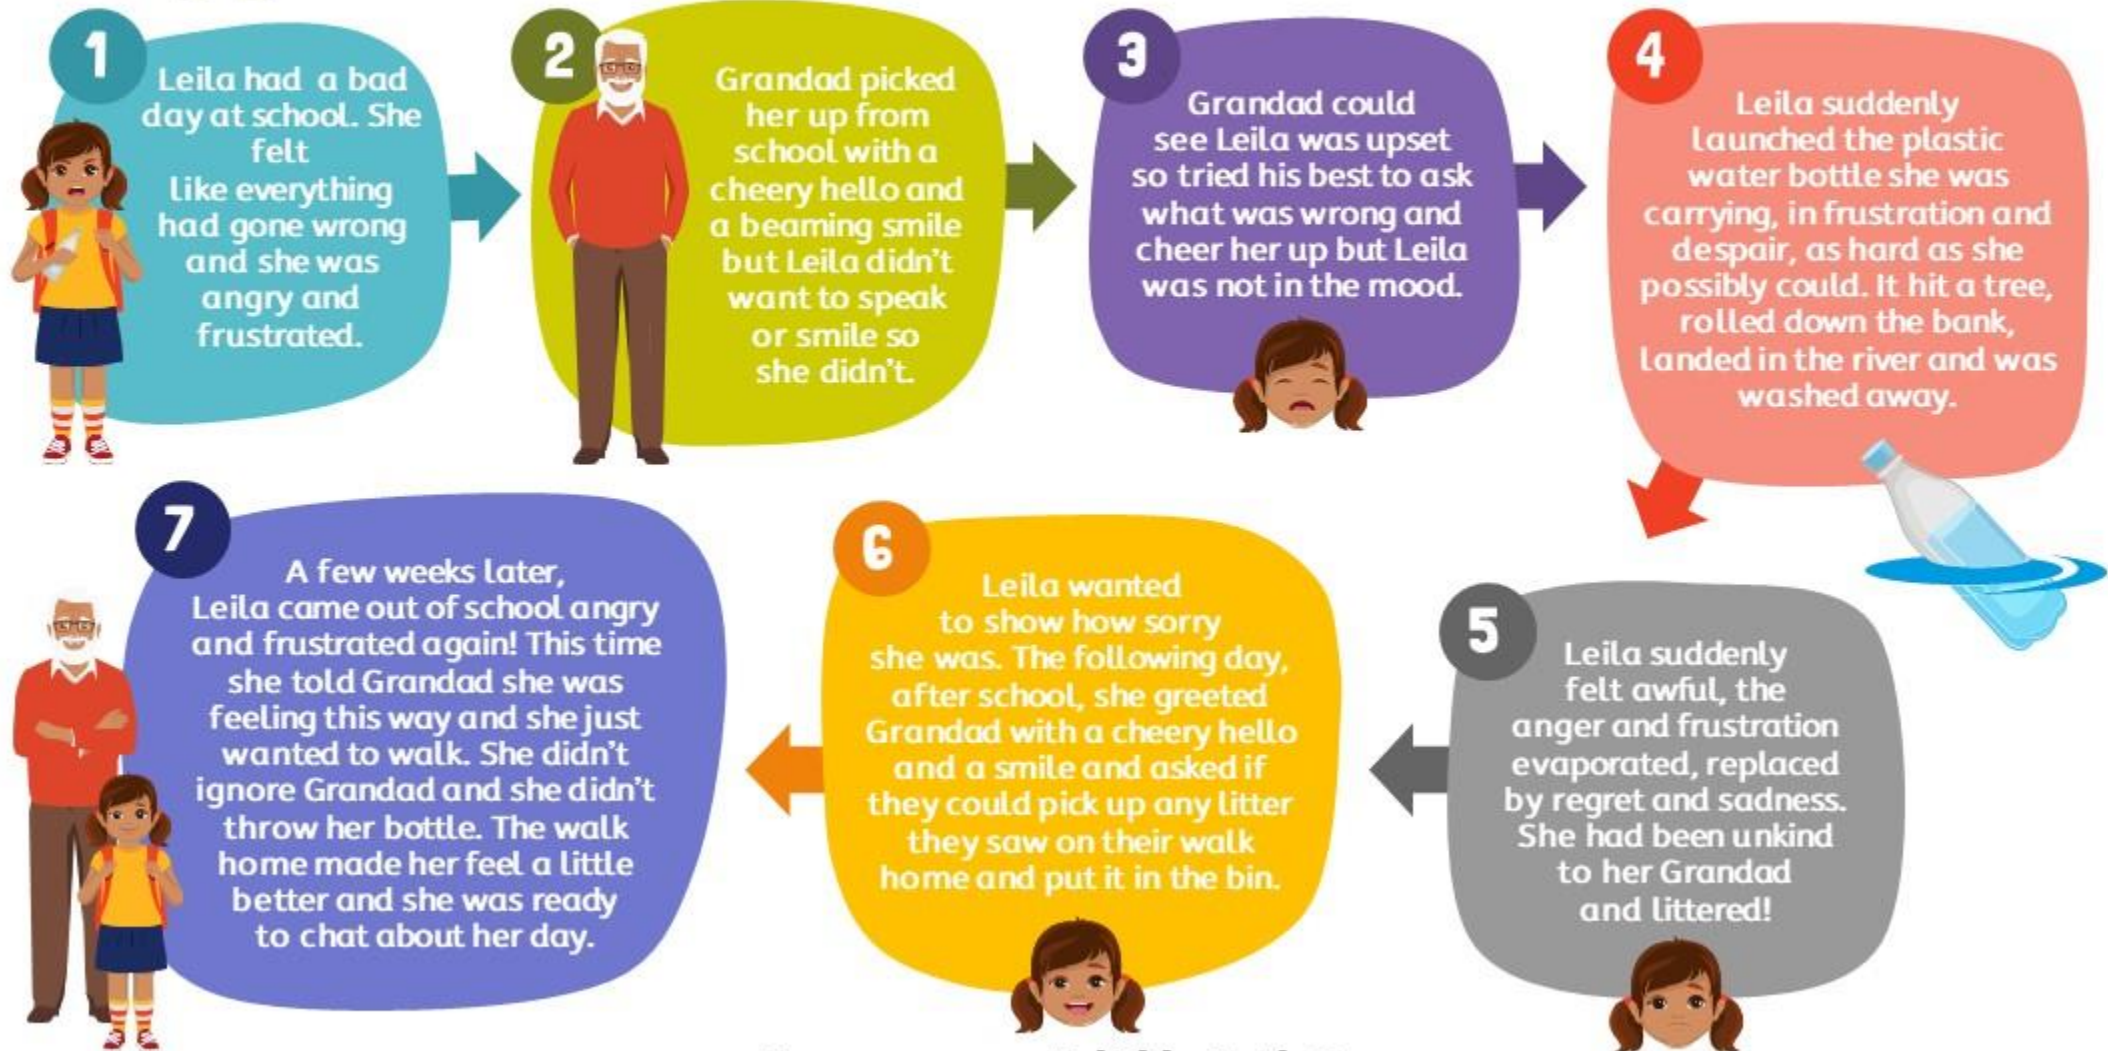 1
Leila had a bad
day at school. She
felt
like everything
had gone wrong
and she was
angry and
frustrated.
2
Grandad picked
her up from
school with a
cheery hello and
a beaming smile
but Leila didn't
want to speak
or smile so
she didn't.
3
Grandad could
see Leila was upset
so tried his best to ask
what was wrong and
cheer her up but Leila
was not in the mood.
4
Leila suddenly
launched the plastic
water bottle she was
carrying, in frustration and
despair, as hard as she
possibly could. It hit a tree,
rolled down the bank,
landed in the river and was
washed away.
5
Leila suddenly
felt awful, the
anger and frustration
evaporated, replaced
by regret and sadness.
She had been unkind
to her Grandad
and littered!
6
Leila wanted
to show how sorry
she was. The following day,
after school, she greeted
Grandad with a cheery hello
and a smile and asked if
they could pick up any litter
they saw on their walk
home and put it in the bin.
7
A few weeks later,
Leila came out of school angry
and frustrated again! This time
she told Grandad she was
feeling this way and she just
wanted to walk. She didn't
ignore Grandad and she didn't
throw her bottle. The walk
home made her feel a little
better and she was ready
to chat about her day.